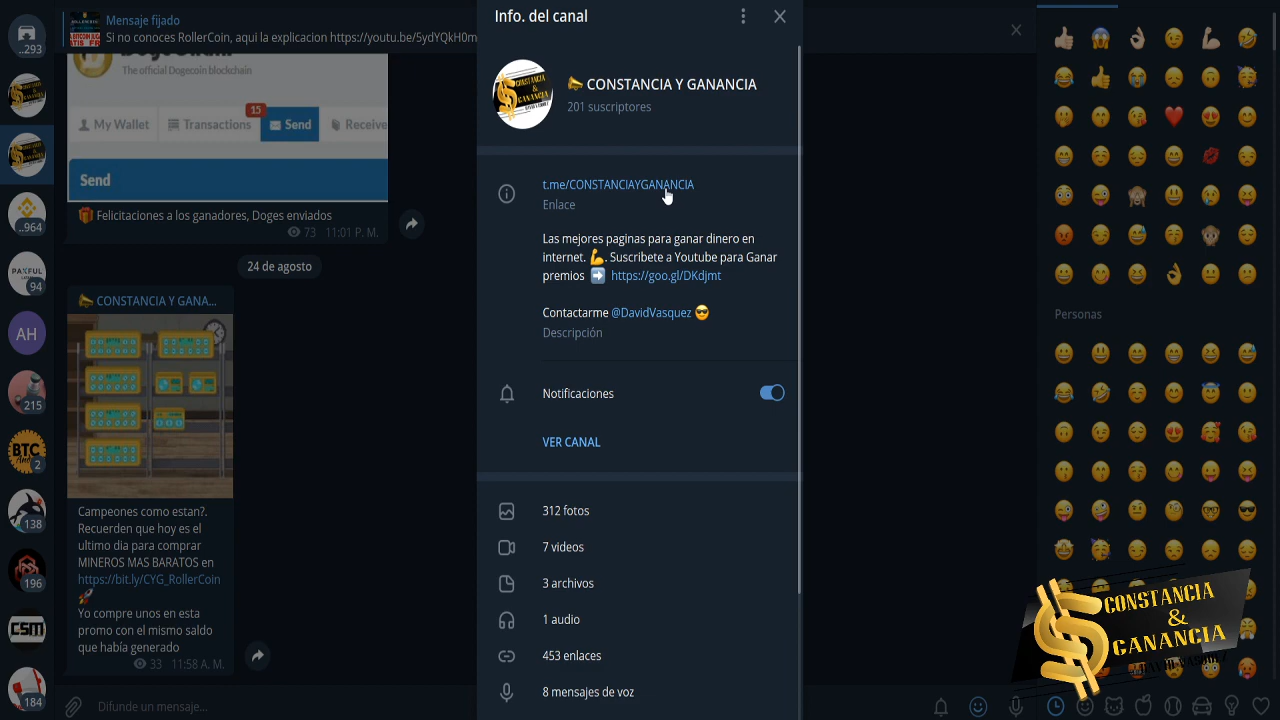 Mensaje fijado
Si no conoces RollerCoin, aqui la explicacion https://youtu.be/5ydYQkH0m
The official Dogecoin blockchain
My Wallet
Transactions
15
Send
Receive
Send
🎁 Felicitaciones a los ganadores, Doges enviados
73 11:01 P. M.
24 de agosto
CONSTANCIA Y GANA...
Campeones como estan?.
Recuerden que hoy es el
ultimo dia para comprar
MINEROS MAS BARATOS en
https://bit.ly/CYG_RollerCoin
🚀
Yo compre unos en esta
promo con el mismo saldo
que había generado
33 11:58 A. M.
Difunde un mensaje...
..293
..964
PAXFUL
94
AH
215
BTC
2
138
196
CSM
184
Info. del canal
CONSTANCIA
&
GANANCIA
CONSTANCIA Y GANANCIA
201 suscriptores
t.me/CONSTANCIAYGANANCIA
Enlace
Las mejores paginas para ganar dinero en
internet. 💪. Suscribete a Youtube para Ganar
premios ➡️ https://goo.gl/DKdjmt
Contactarme @DavidVasquez 😎
Descripción
Notificaciones
VER CANAL
312 fotos
7 videos
3 archivos
1 audio
453 enlaces
8 mensajes de voz
Personas
CONSTANCIA
&
GANANCIA